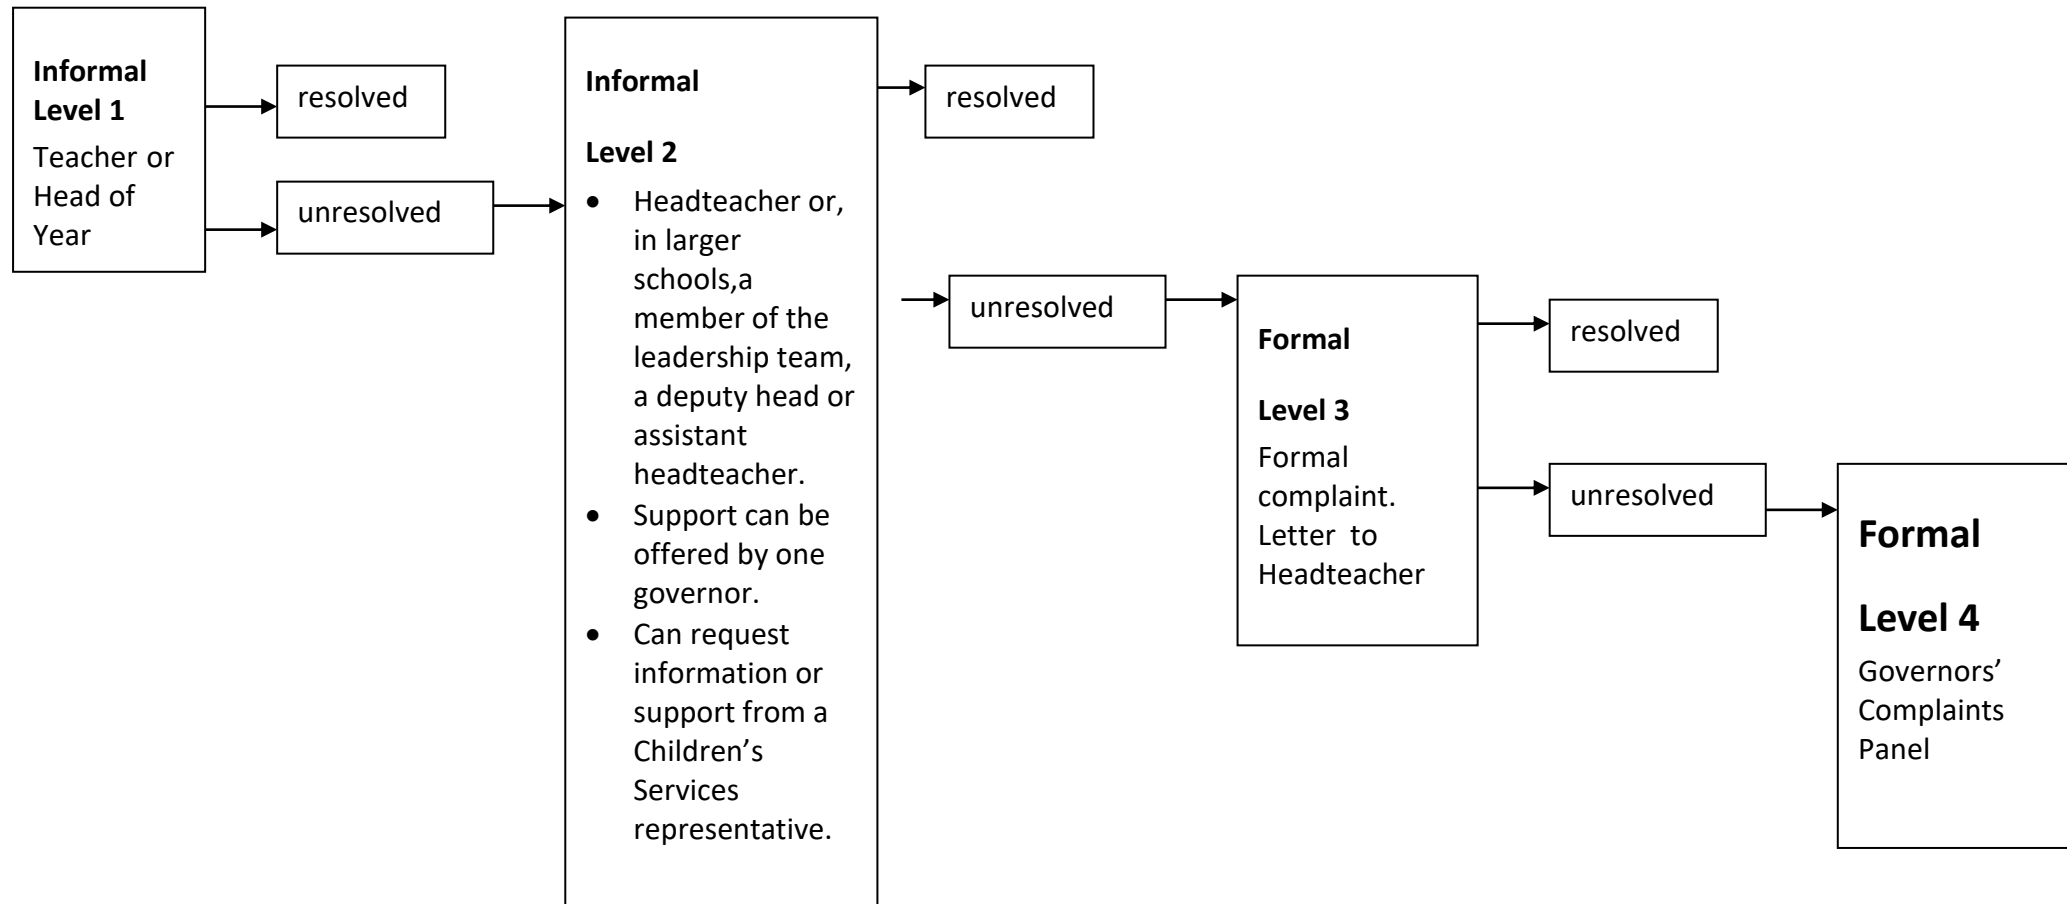 Informal
Level 1
Teacher or
Head of
Year
resolved
unresolved
Informal
Level 2
• Headteacher or,
in larger
schools,a
member of the
leadership team,
a deputy head or
assistant
headteacher.
• Support can be
offered by one
governor.
• Can request
information or
support from a
Children’s
Services
representative.
resolved
unresolved
Formal
Level 3
Formal
complaint.
Letter to
Headteacher
resolved
unresolved
Formal
Level 4
Governors’
Complaints
Panel